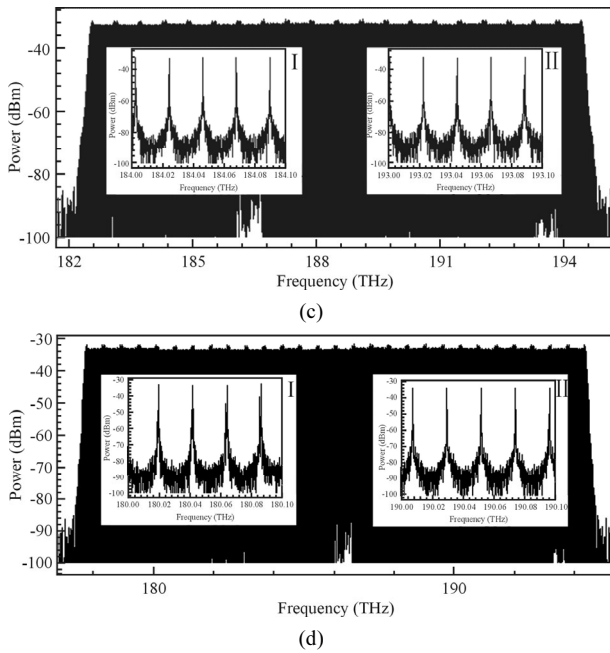 I
II
-40
-60
-80
-100
Power (dBm)
-40
-60
-80
-100
Power (dBm)
184.00 184.02 184.04 184.06 184.08 184.10
Frequency (THz)
-40
-60
-80
-100
Power (dBm)
193.00 193.02 193.04 193.06 193.08 193.10
Frequency (THz)
182 185 188 191 194
Frequency (THz)
(c)
I
II
-30
-40
-50
-60
-70
-80
-90
-100
Power (dBm)
-30
-40
-50
-60
-70
-80
-90
-100
Power (dBm)
180.00 180.02 180.04 180.06 180.08 180.10
Frequency (THz)
-30
-40
-50
-60
-70
-80
-90
-100
Power (dBm)
190.00 190.02 190.04 190.06 190.08 190.10
Frequency (THz)
180 190
Frequency (THz)
(d)